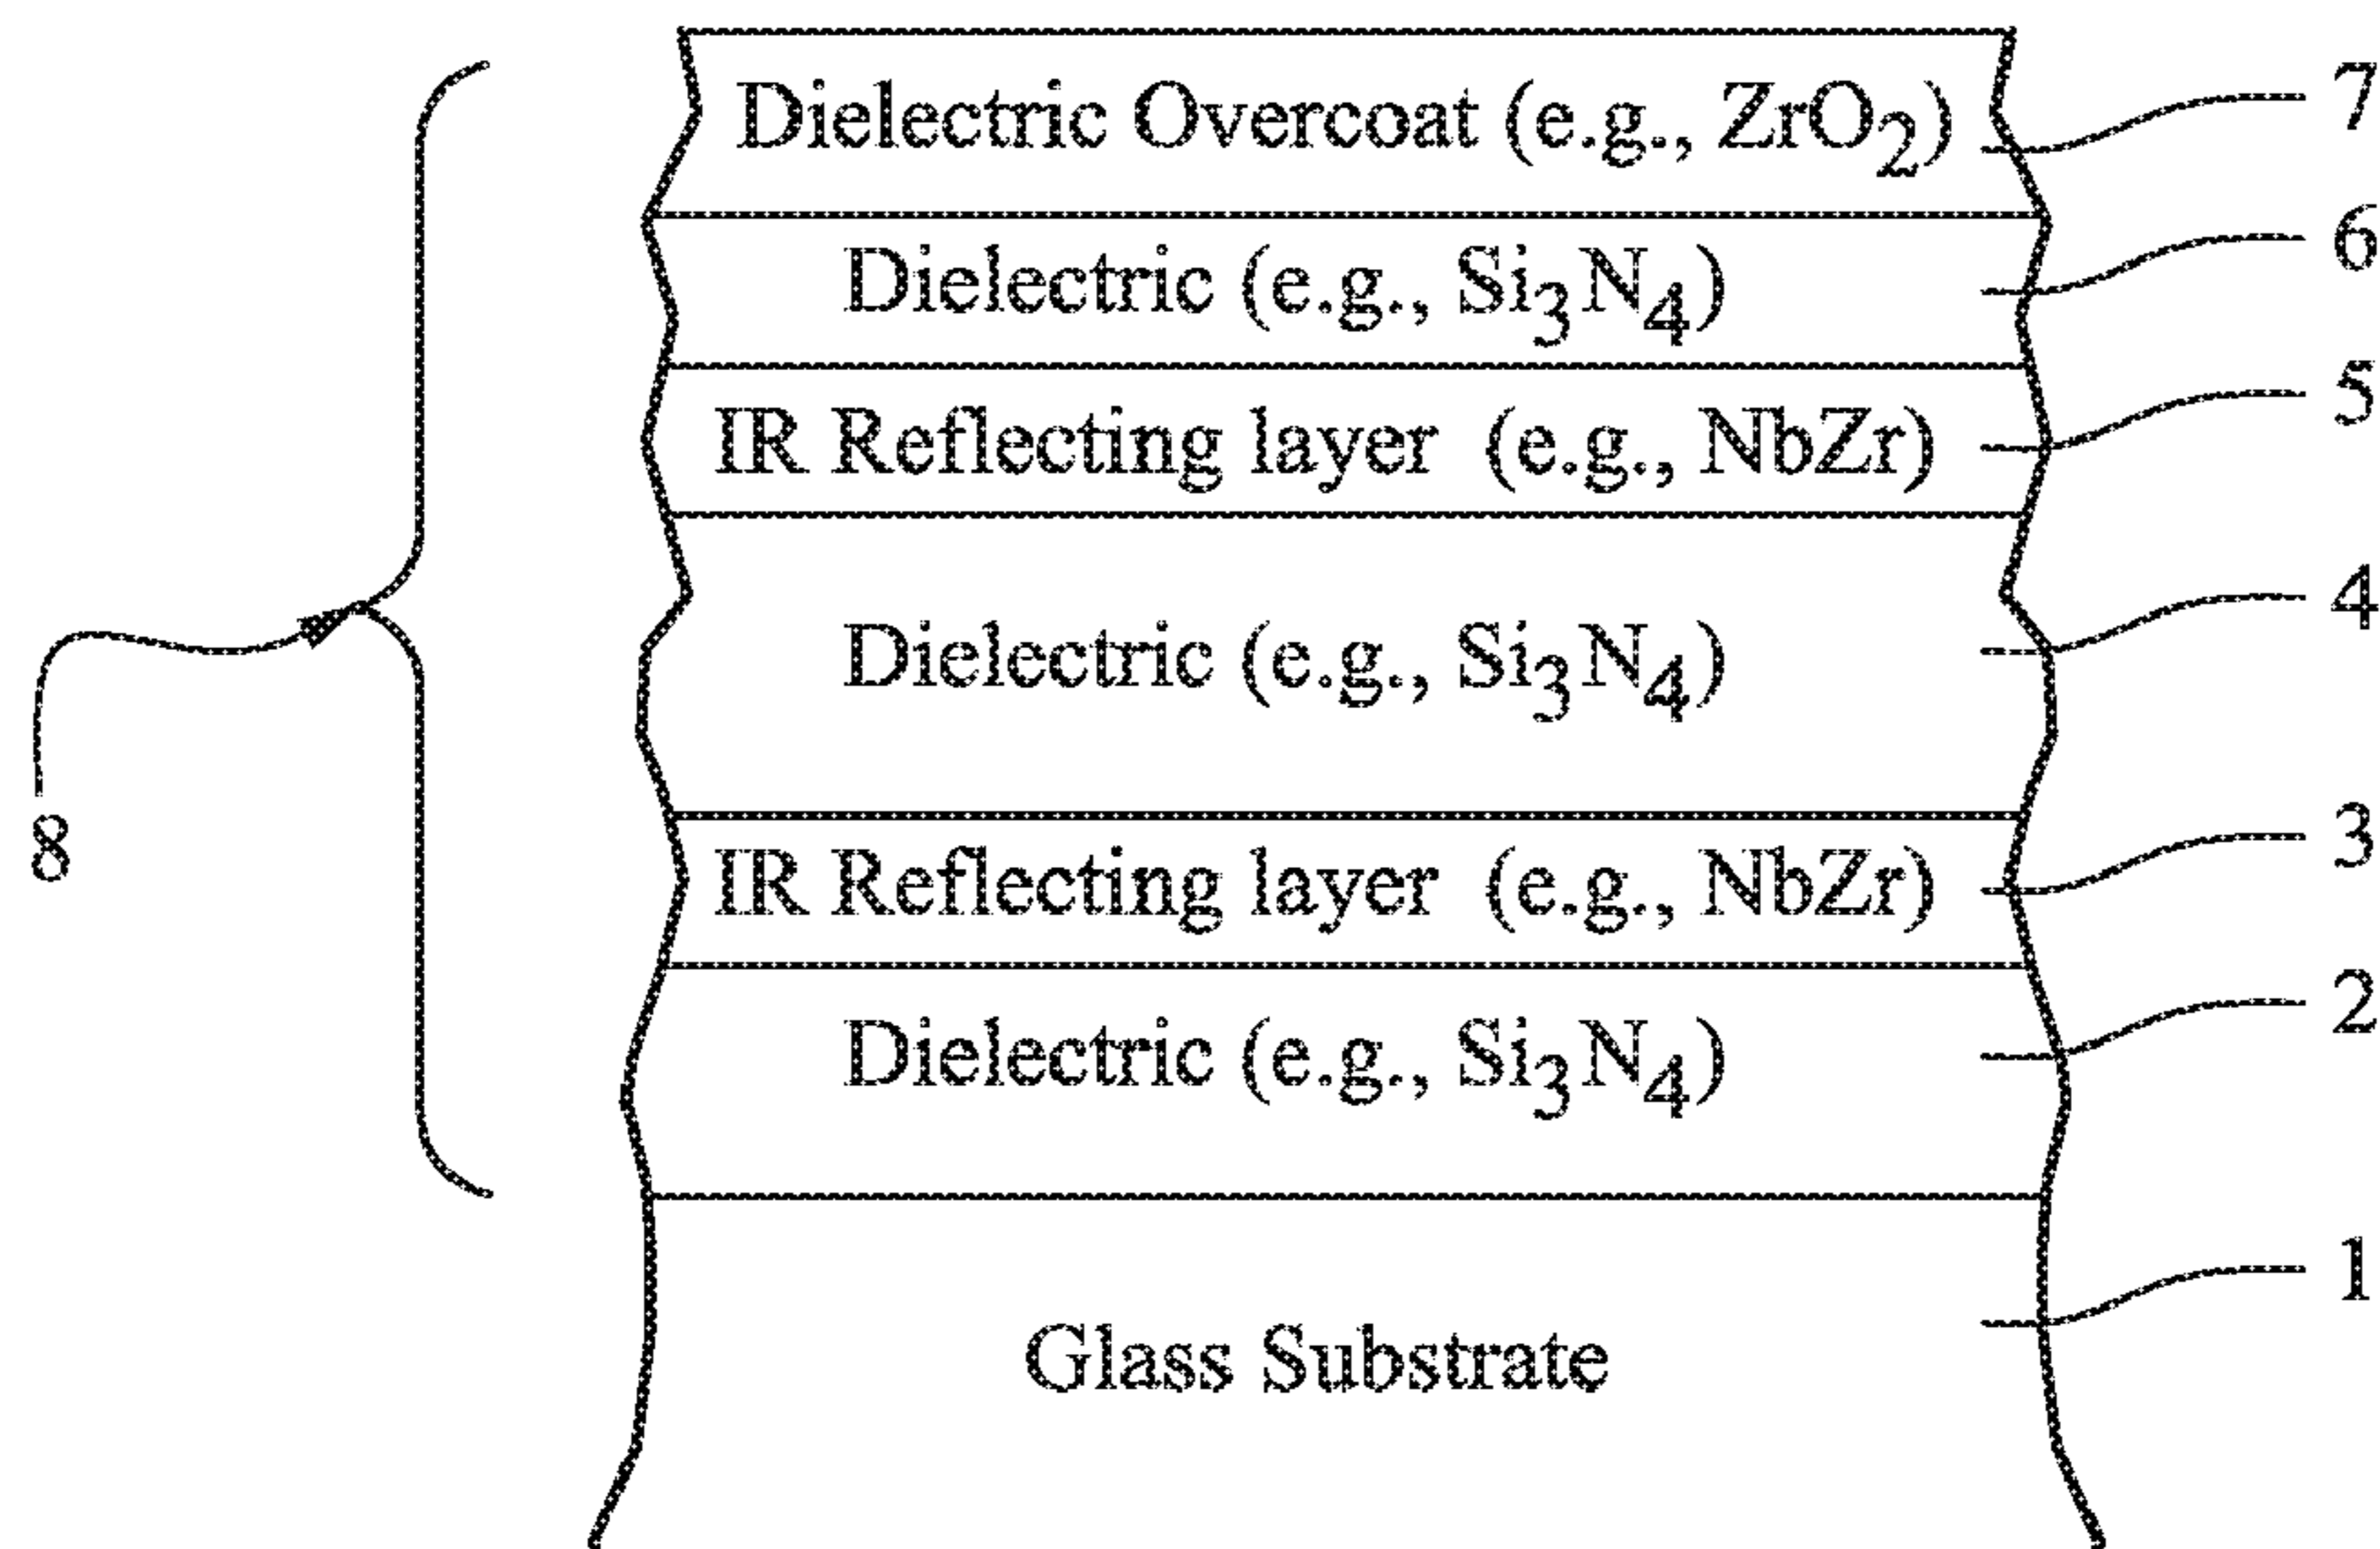 Dielectric Overcoat (e.g., ZrO₂) 7
Dielectric (e.g., Si₃N₄) 6
IR Reflecting layer (e.g., NbZr) 5
Dielectric (e.g., Si₃N₄) 4
8
IR Reflecting layer (e.g., NbZr) 3
Dielectric (e.g., Si₃N₄) 2
Glass Substrate 1